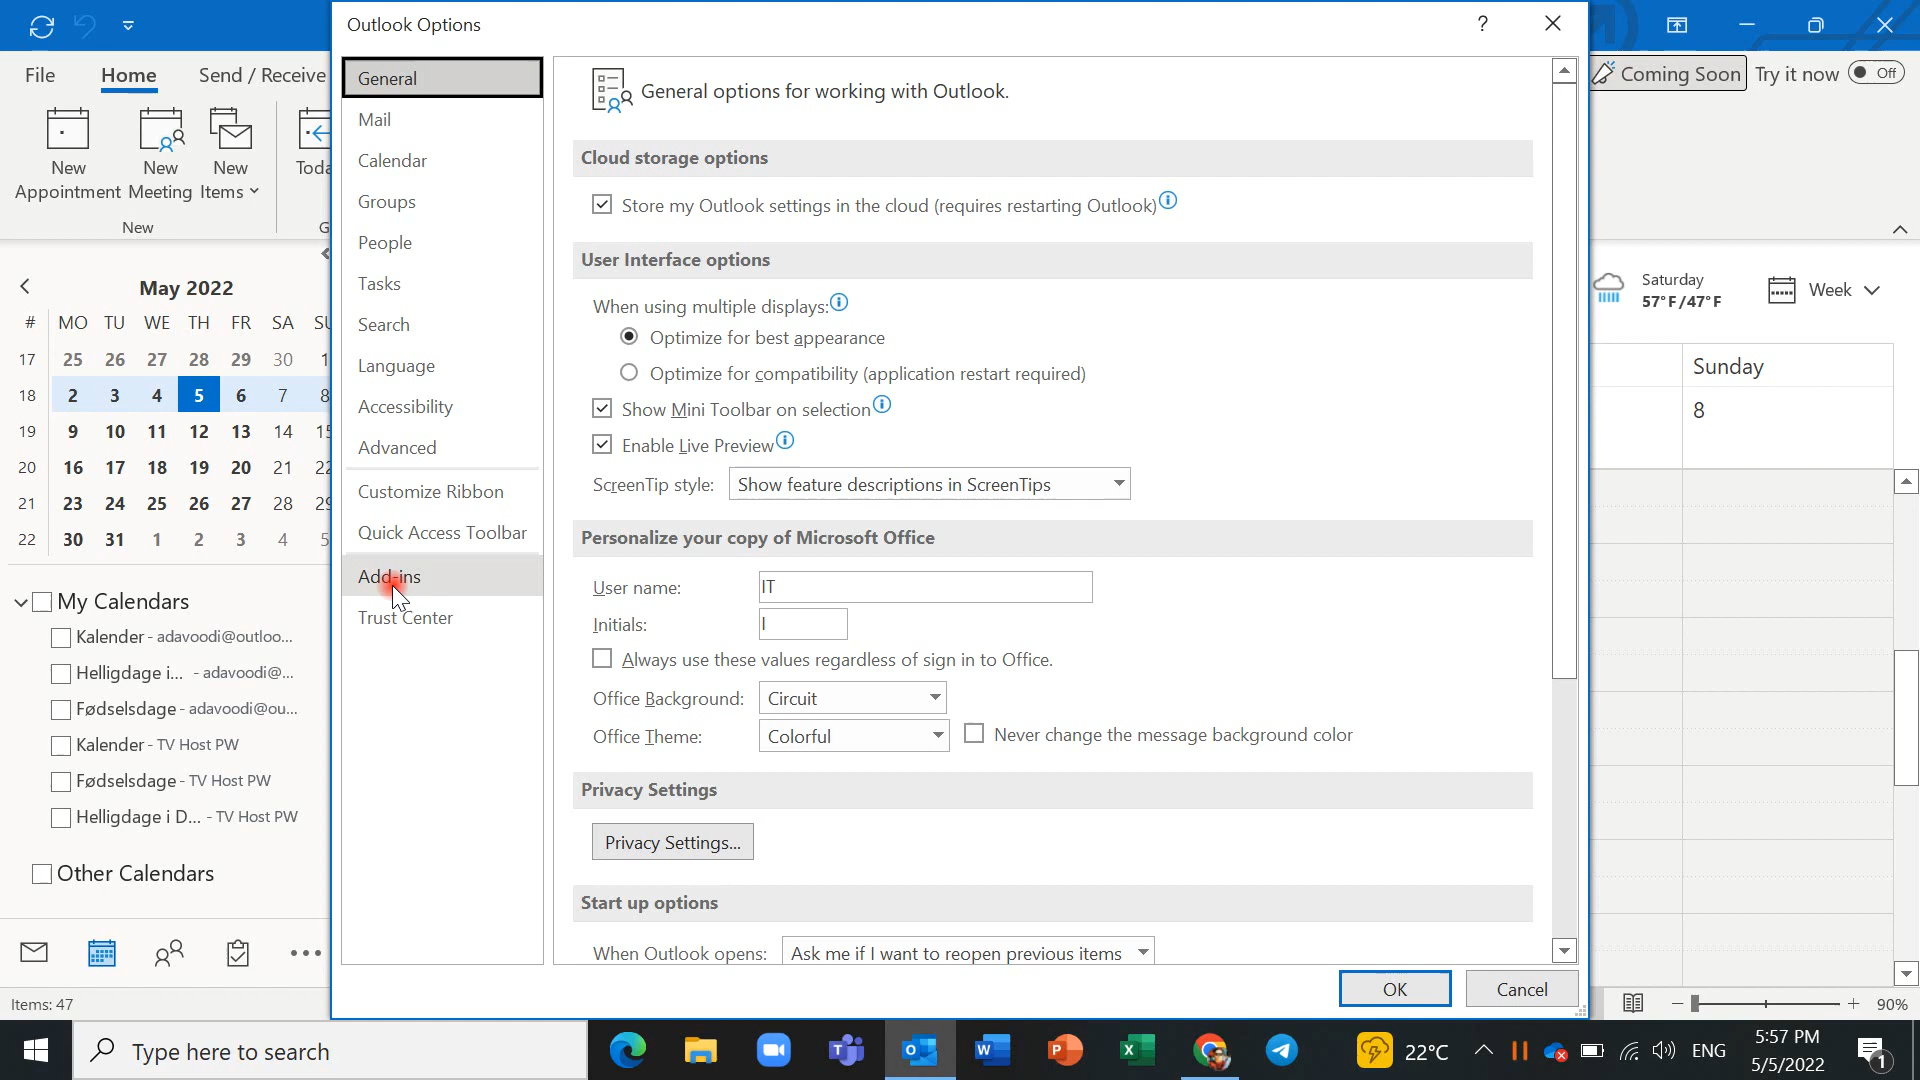 File
Home
Send / Receive
New Appointment
New Meeting
New Items
Toda
New
G
May 2022
# MO TU WE TH FR SA SU
17 25 26 27 28 29 30 1
18 2 3 4 5 6 7 8
19 9 10 11 12 13 14 15
20 16 17 18 19 20 21 22
21 23 24 25 26 27 28 29
22 30 31 1 2 3 4 5
My Calendars
Kalender - adavoodi@outloo...
Helligdage i... - adavoodi@...
Fødselsdage - adavoodi@ou...
Kalender - TV Host PW
Fødselsdage - TV Host PW
Helligdage i D... - TV Host PW
Other Calendars
Items: 47
Outlook Options
?
General
Mail
Calendar
Groups
People
Tasks
Search
Language
Accessibility
Advanced
Customize Ribbon
Quick Access Toolbar
Add-ins
Trust Center
General options for working with Outlook.
Cloud storage options
Store my Outlook settings in the cloud (requires restarting Outlook)
User Interface options
When using multiple displays:
Optimize for best appearance
Optimize for compatibility (application restart required)
Show Mini Toolbar on selection
Enable Live Preview
ScreenTip style: Show feature descriptions in ScreenTips
Personalize your copy of Microsoft Office
User name: IT
Initials: I
Always use these values regardless of sign in to Office.
Office Background: Circuit
Office Theme: Colorful Never change the message background color
Privacy Settings
Privacy Settings...
Start up options
When Outlook opens: Ask me if I want to reopen previous items
OK
Cancel
Coming Soon Try it now Off
Saturday
57°F/47°F
Week
Sunday
8
90%
Type here to search
22°C
ENG
5:57 PM
5/5/2022
1